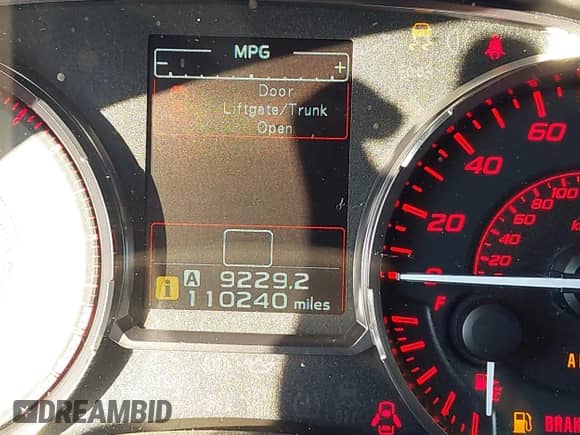 MPG
- +
Door
Liftgate/Trunk
Open
A 9229.2
i 110240 miles
60
40
20
0
100
80
60
40
20
F
BRAK
DREAMBID